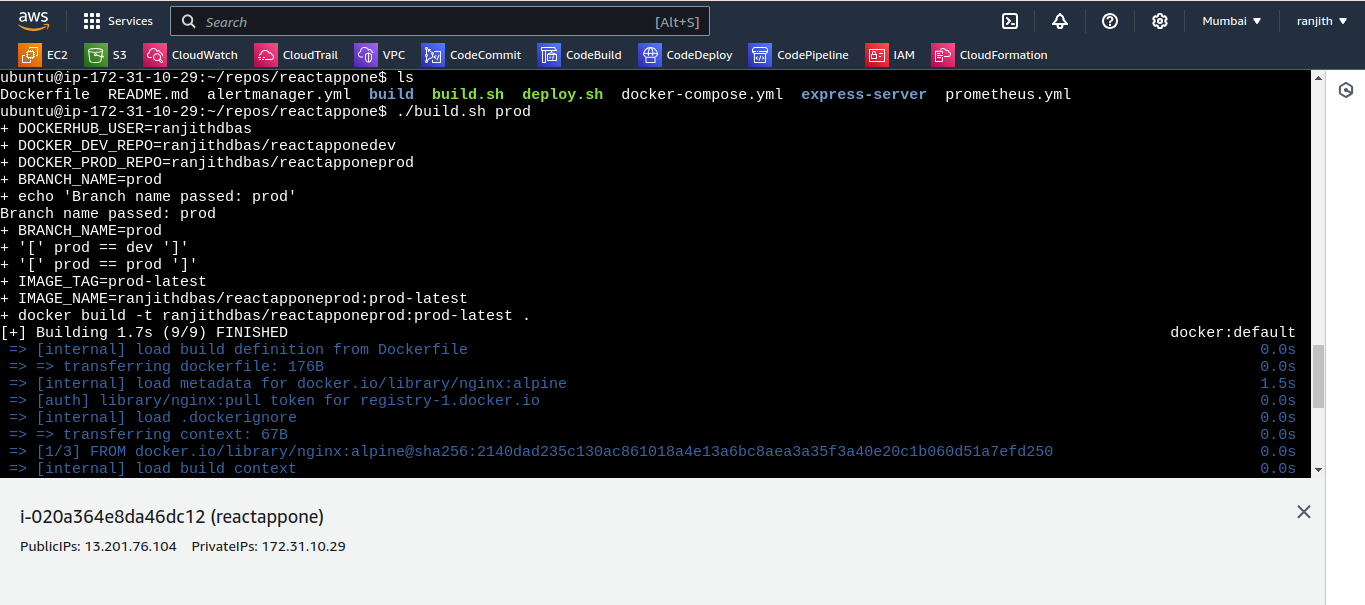 aws Services Search [Alt+S] Mumbai ranjith
EC2 S3 CloudWatch CloudTrail VPC CodeCommit CodeBuild CodeDeploy CodePipeline IAM CloudFormation
ubuntu@ip-172-31-10-29:~/repos/reactappone$ ls
Dockerfile README.md alertmanager.yml build build.sh deploy.sh docker-compose.yml express-server prometheus.yml
ubuntu@ip-172-31-10-29:~/repos/reactappone$ ./build.sh prod
+ DOCKERHUB_USER=ranjithdbas
+ DOCKER_DEV_REPO=ranjithdbas/reactapponedev
+ DOCKER_PROD_REPO=ranjithdbas/reactapponeprod
+ BRANCH_NAME=prod
+ echo 'Branch name passed: prod'
Branch name passed: prod
+ BRANCH_NAME=prod
+ '[' prod == dev ']'
+ '[' prod == prod ']'
+ IMAGE_TAG=prod-latest
+ IMAGE_NAME=ranjithdbas/reactapponeprod:prod-latest
+ docker build -t ranjithdbas/reactapponeprod:prod-latest .
[+] Building 1.7s (9/9) FINISHED docker:default
=> [internal] load build definition from Dockerfile 0.0s
=> => transferring dockerfile: 176B 0.0s
=> [internal] load metadata for docker.io/library/nginx:alpine 1.5s
=> [auth] library/nginx:pull token for registry-1.docker.io 0.0s
=> [internal] load .dockerignore 0.0s
=> => transferring context: 67B 0.0s
=> [1/3] FROM docker.io/library/nginx:alpine@sha256:2140dad235c130ac861018a4e13a6bc8aea3a35f3a40e20c1b060d51a7efd250 0.0s
=> [internal] load build context 0.0s
i-020a364e8da46dc12 (reactappone)
PublicIPs: 13.201.76.104 PrivateIPs: 172.31.10.29